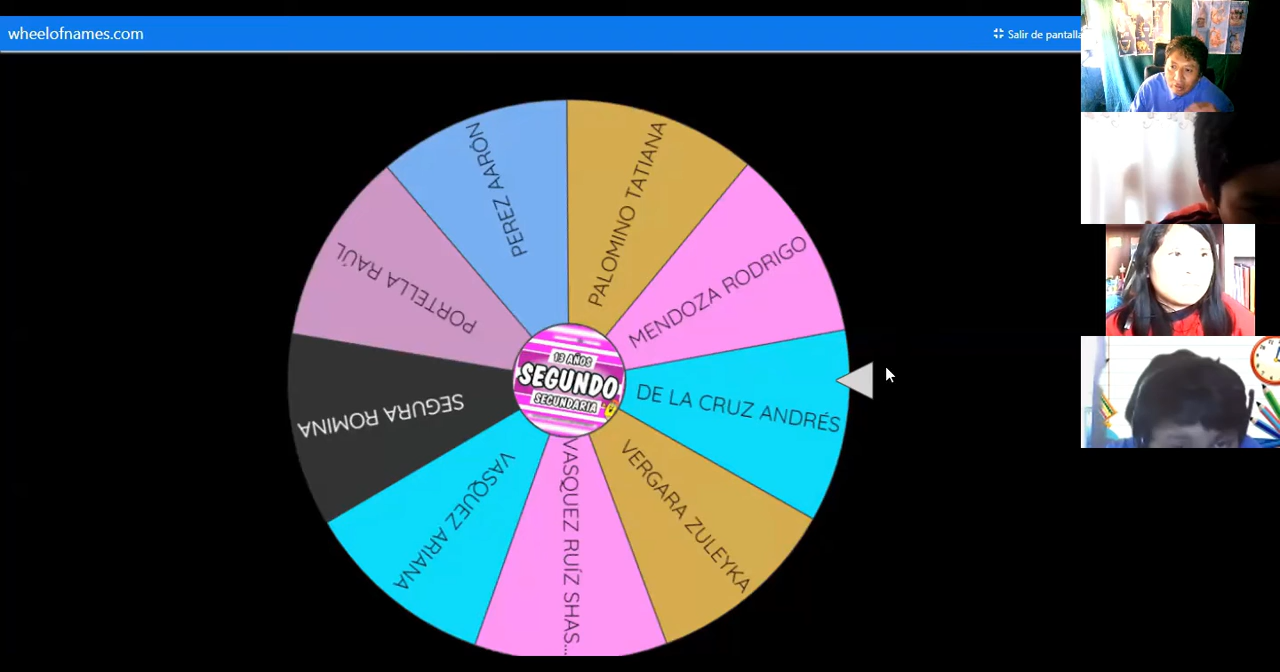 wheelofnames.com
Salir de pantalla
PEREZ AARÓN
PALOMINO TATIANA
MENDOZA RODRIGO
DE LA CRUZ ANDRÉS
VERGARA ZULEYKA
VASQUEZ RUÍZ SHAS...
VASQUEZ ARIANA
SEGURA ROMINA
PORTELLA RAÚL
13 AÑOS
SEGUNDO
SECUNDARIA